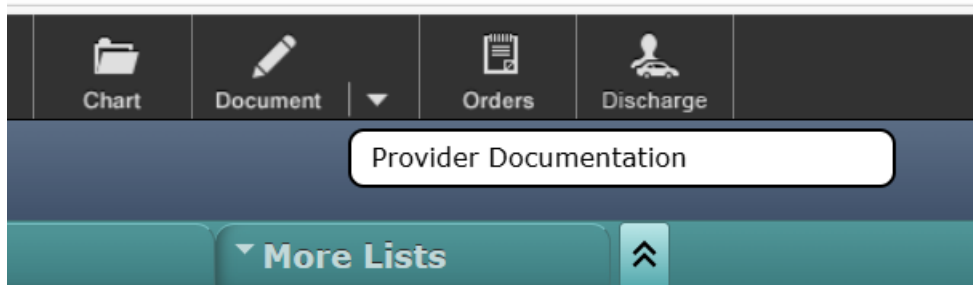 Chart
Document
Orders
Discharge
Provider Documentation
More Lists